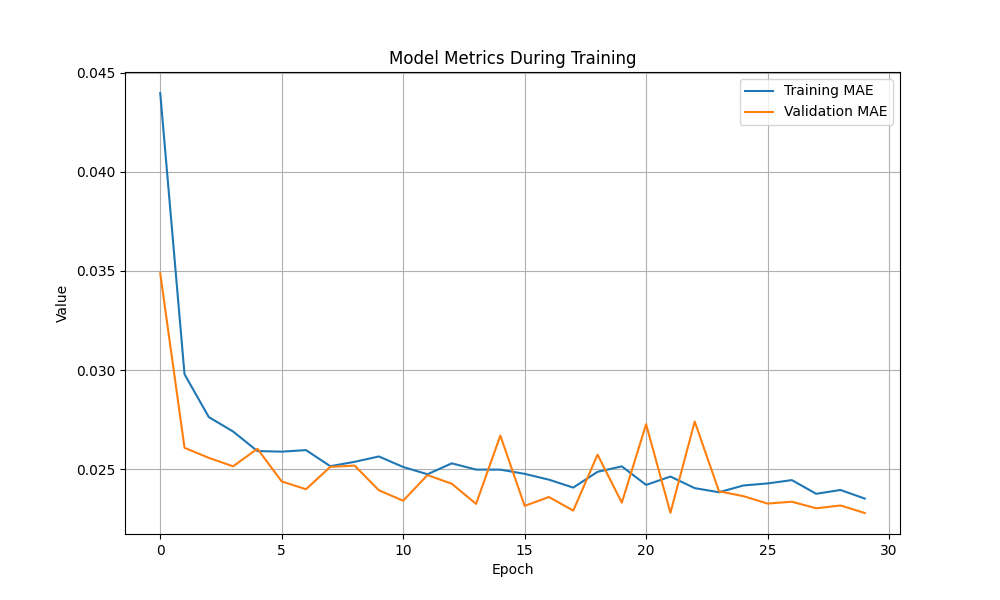 Model Metrics During Training
Training MAE
Validation MAE
0.045
0.040
0.035
0.030
0.025
Value
0 5 10 15 20 25 30
Epoch